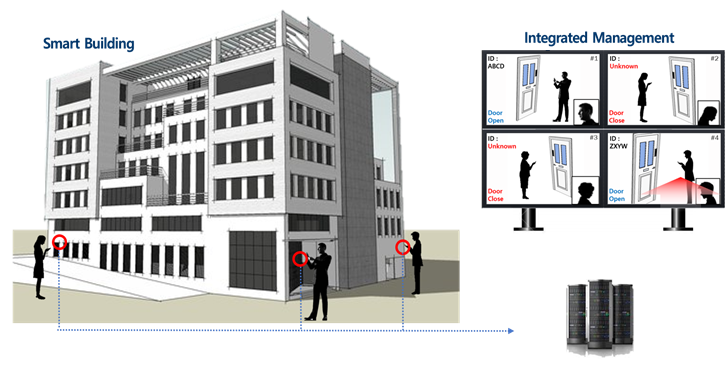 Smart Building
Integrated Management
ID :
ABCD
#1
Door
Open
ID :
Unknown
#2
Door
Close
ID :
Unknown
#3
Door
Close
ID :
ZXYW
#4
Door
Open